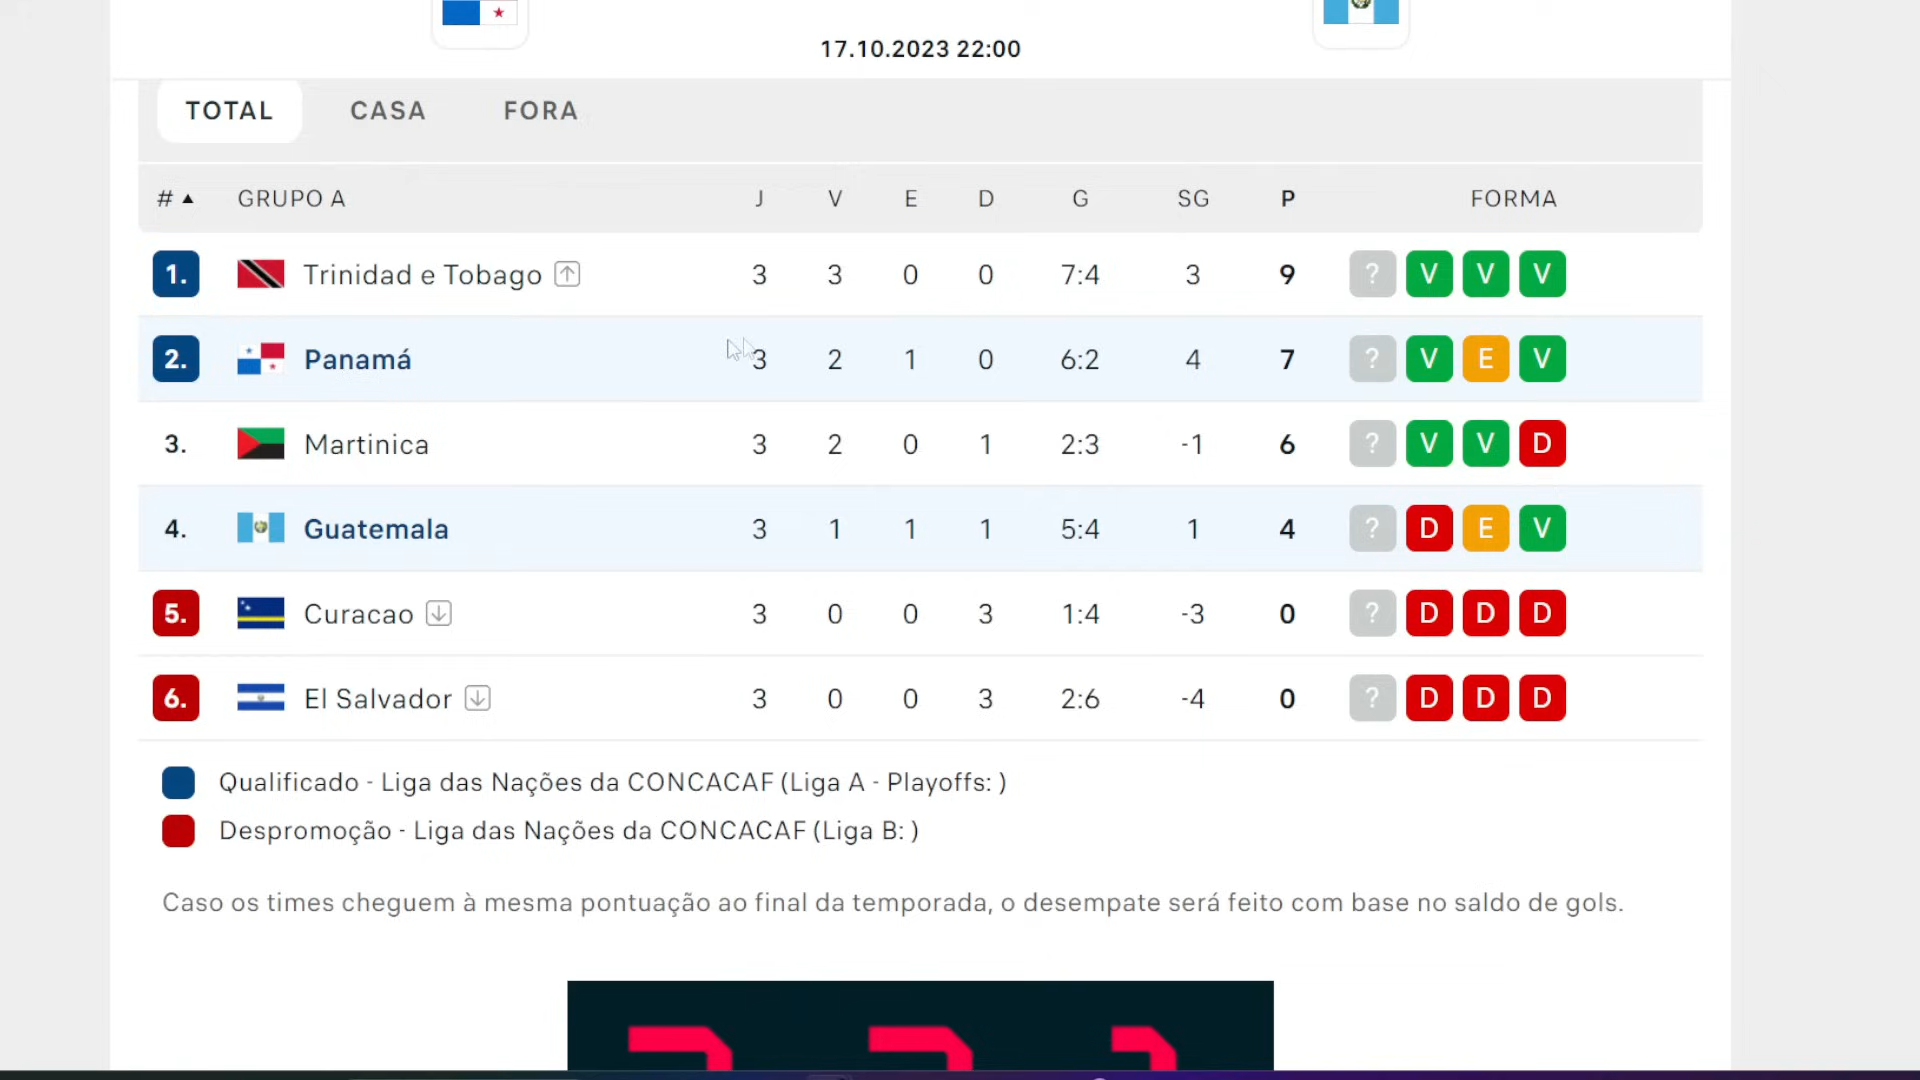 17.10.2023 22:00
TOTAL CASA FORA
# GRUPO A J V E D G SG P FORMA
1. Trinidad e Tobago 3 3 0 0 7:4 3 9 ? V V V
2. Panamá 3 2 1 0 6:2 4 7 ? V E V
3. Martinica 3 2 0 1 2:3 -1 6 ? V V D
4. Guatemala 3 1 1 1 5:4 1 4 ? D E V
5. Curacao 3 0 0 3 1:4 -3 0 ? D D D
6. El Salvador 3 0 0 3 2:6 -4 0 ? D D D
Qualificado - Liga das Nações da CONCACAF (Liga A - Playoffs: )
Despromoção - Liga das Nações da CONCACAF (Liga B: )
Caso os times cheguem à mesma pontuação ao final da temporada, o desempate será feito com base no saldo de gols.